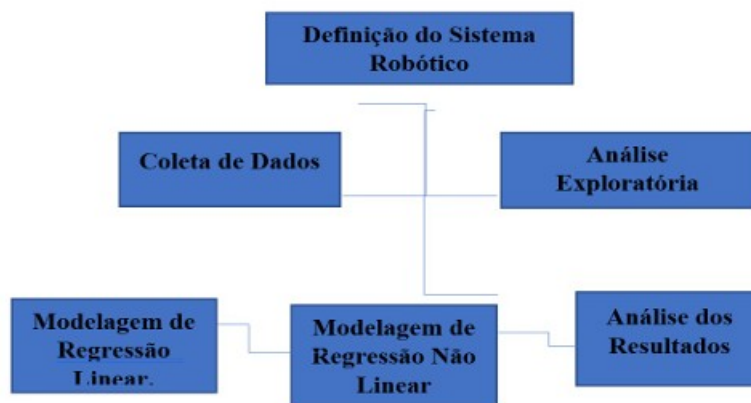 Definição do Sistema
Robótico
Coleta de Dados
Análise
Exploratória
Modelagem de
Regressão
Linear.
Modelagem de
Regressão Não
Linear
Análise dos
Resultados